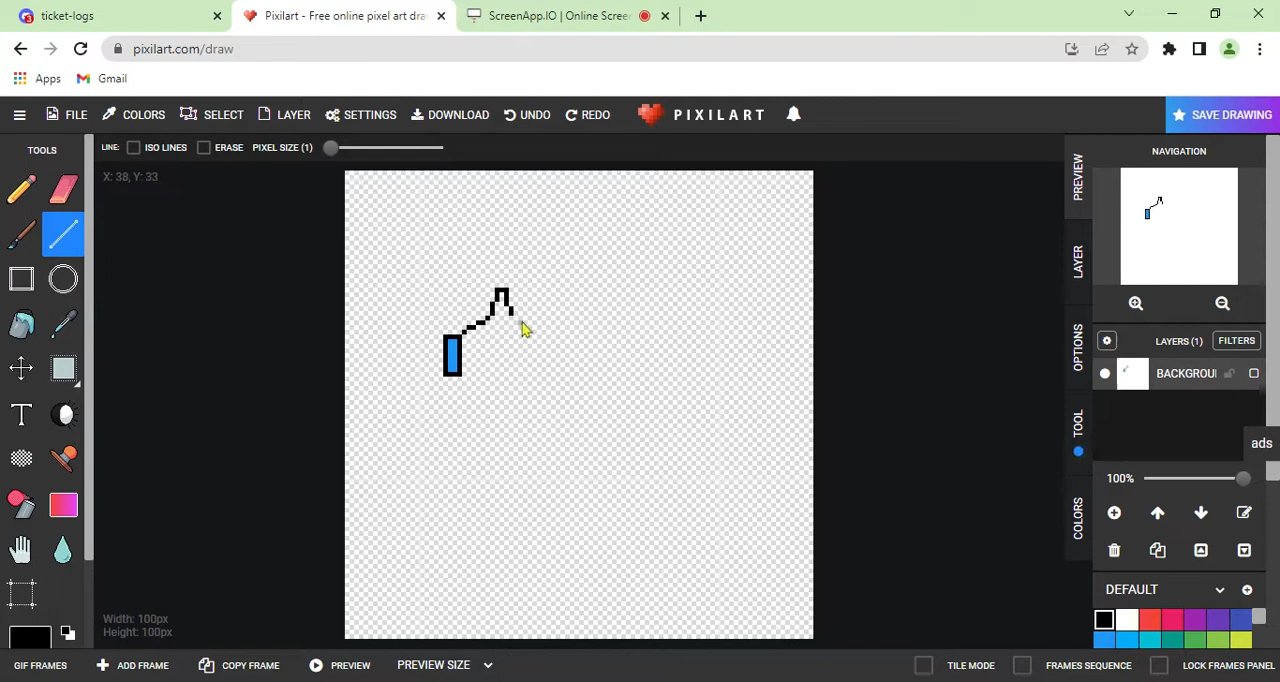 ticket-logs
Pixilart - Free online pixel art dra
ScreenApp.IO | Online Scree
pixilart.com/draw
Apps
Gmail
FILE
COLORS
SELECT
LAYER
SETTINGS
DOWNLOAD
UNDO
REDO
PIXILART
SAVE DRAWING
TOOLS
LINE:
ISO LINES
ERASE
PIXEL SIZE (1)
X: 38, Y: 33
PREVIEW
LAYER
OPTIONS
TOOL
COLORS
NAVIGATION
LAYERS (1)
FILTERS
BACKGROU
ads
100%
DEFAULT
Width: 100px
Height: 100px
GIF FRAMES
ADD FRAME
COPY FRAME
PREVIEW
PREVIEW SIZE
TILE MODE
FRAMES SEQUENCE
LOCK FRAMES PANEL